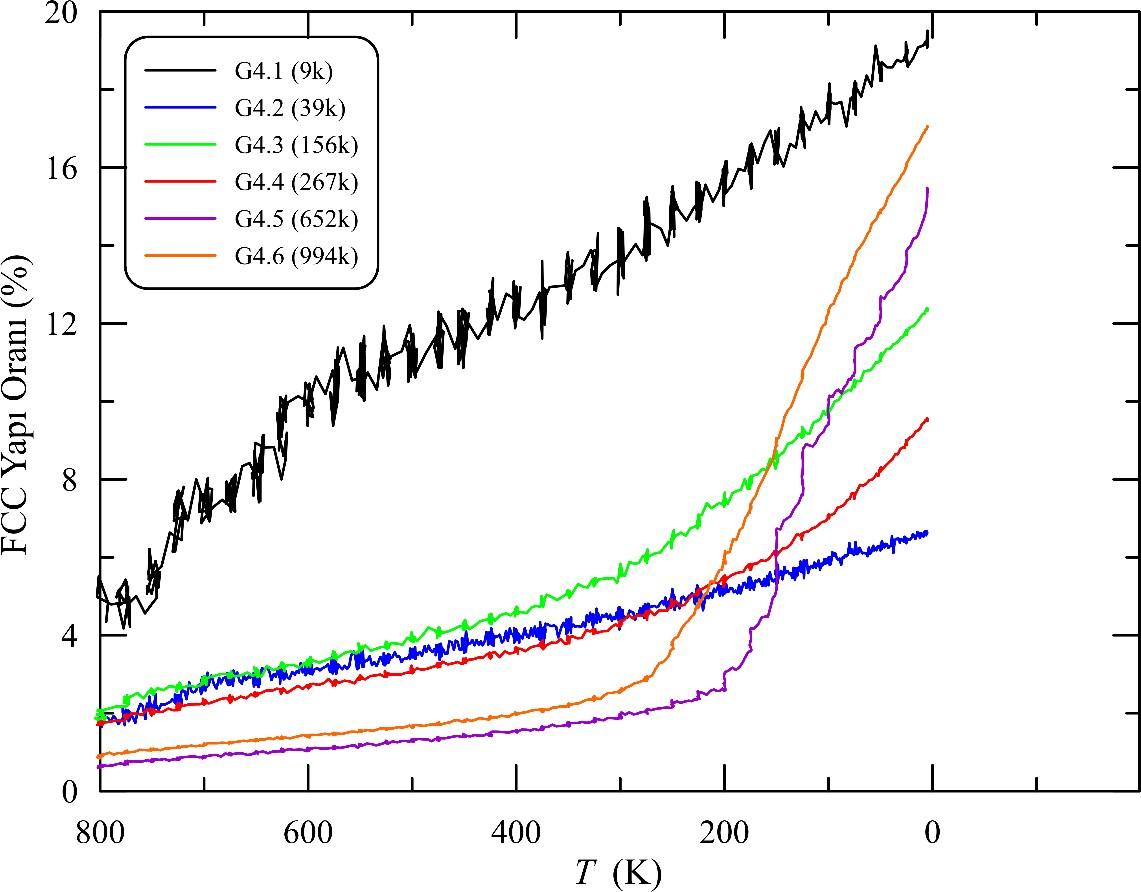 20
16
12
8
4
0
FCC Yapı Oranı (%)
G4.1 (9k)
G4.2 (39k)
G4.3 (156k)
G4.4 (267k)
G4.5 (652k)
G4.6 (994k)
800
600
400
200
0
T (K)